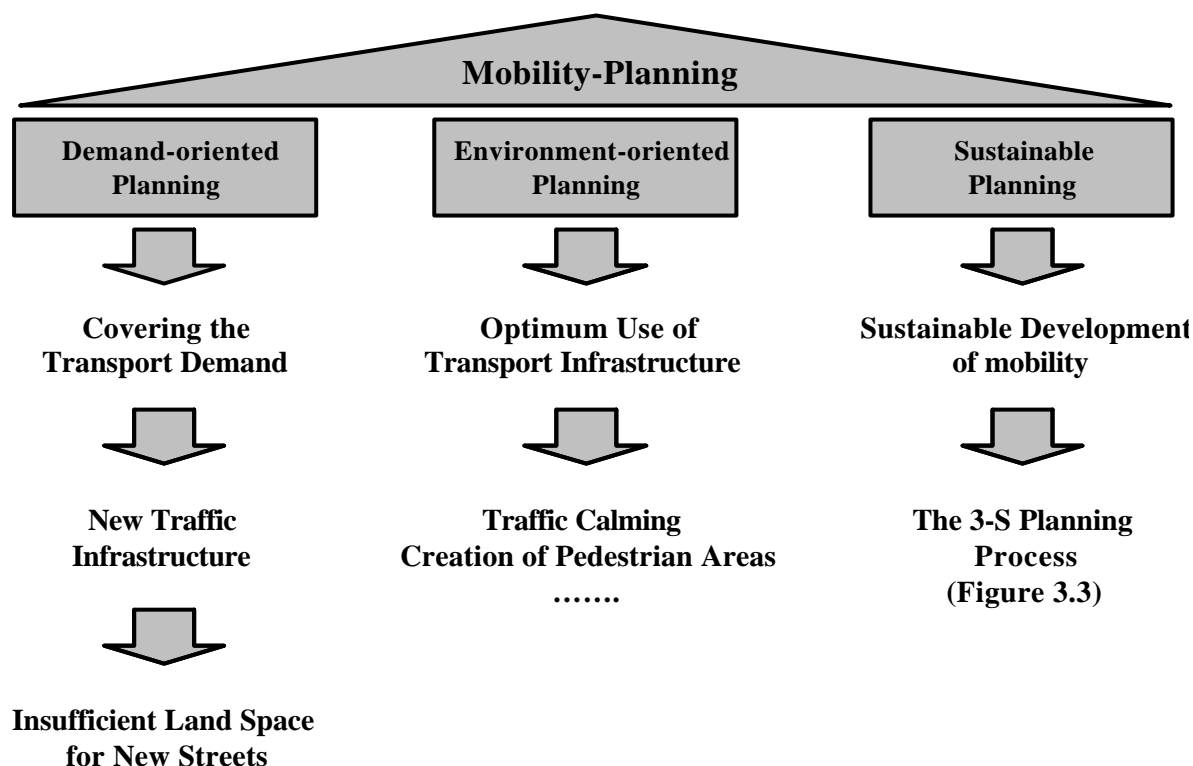 Mobility-Planning
Demand-oriented
Planning
Covering the
Transport Demand
New Traffic
Infrastructure
Insufficient Land Space
for New Streets
Environment-oriented
Planning
Optimum Use of
Transport Infrastructure
Traffic Calming
Creation of Pedestrian Areas
…….
Sustainable
Planning
Sustainable Development
of mobility
The 3-S Planning
Process
(Figure 3.3)